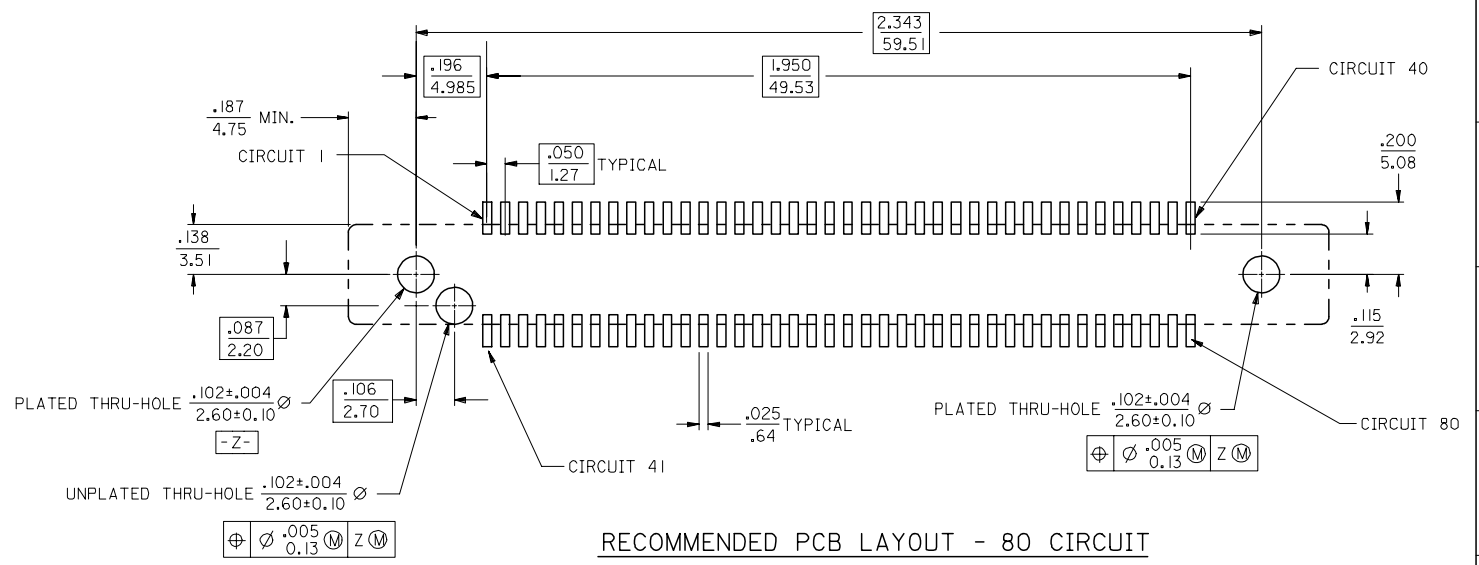 2.343
59.51
.196
4.985
1.950
49.53
CIRCUIT 40
.187
4.75 MIN.
CIRCUIT 1
.050
1.27 TYPICAL
.200
5.08
.138
3.51
.087
2.20
.115
2.92
PLATED THRU-HOLE .102±.004
2.60±0.10 Ø
-Z-
.106
2.70
.025
.64 TYPICAL
PLATED THRU-HOLE .102±.004
2.60±0.10 Ø
CIRCUIT 80
⌖ Ø .005
0.13 Ⓜ Z Ⓜ
CIRCUIT 41
UNPLATED THRU-HOLE .102±.004
2.60±0.10 Ø
⌖ Ø .005
0.13 Ⓜ Z Ⓜ
RECOMMENDED PCB LAYOUT - 80 CIRCUIT